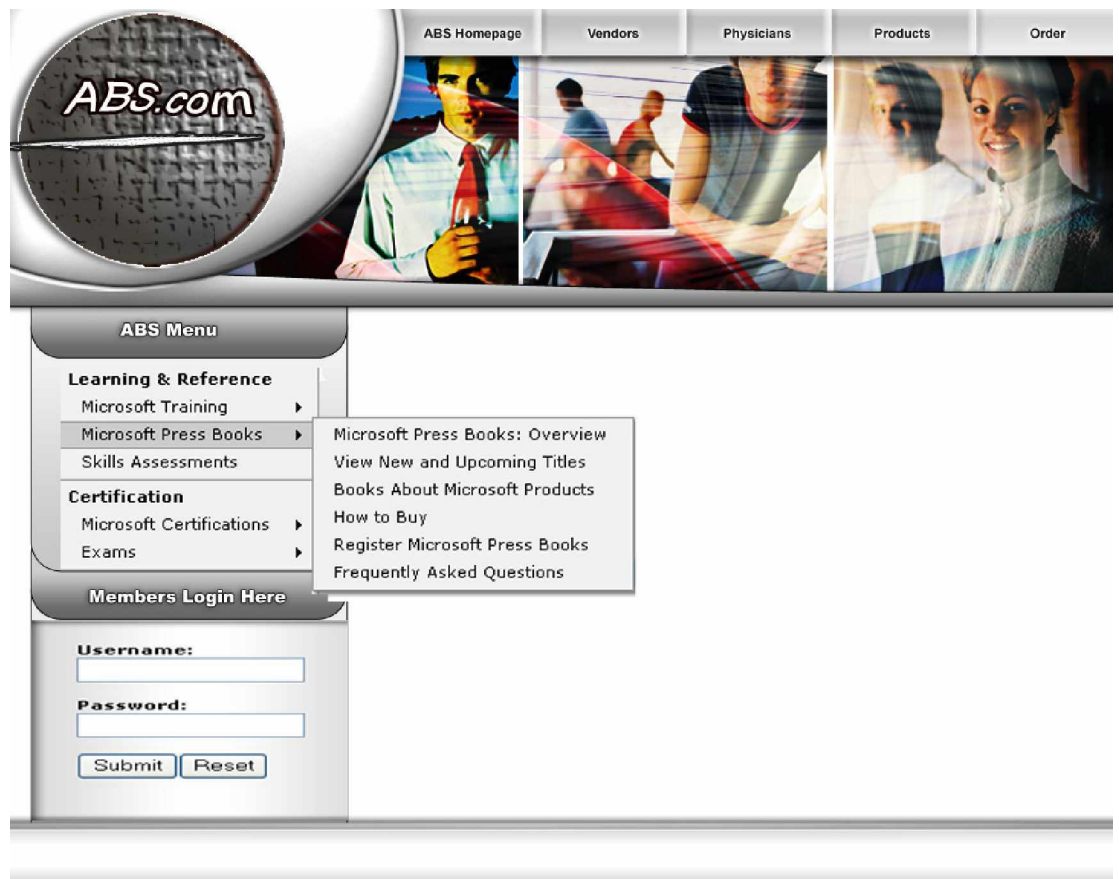 ABS.com
ABS Homepage
Vendors
Physicians
Products
Order
ABS Menu
Learning & Reference
Microsoft Training
Microsoft Press Books
Skills Assessments
Certification
Microsoft Certifications
Exams
Microsoft Press Books: Overview
View New and Upcoming Titles
Books About Microsoft Products
How to Buy
Register Microsoft Press Books
Frequently Asked Questions
Members Login Here
Username:
Password:
Submit
Reset